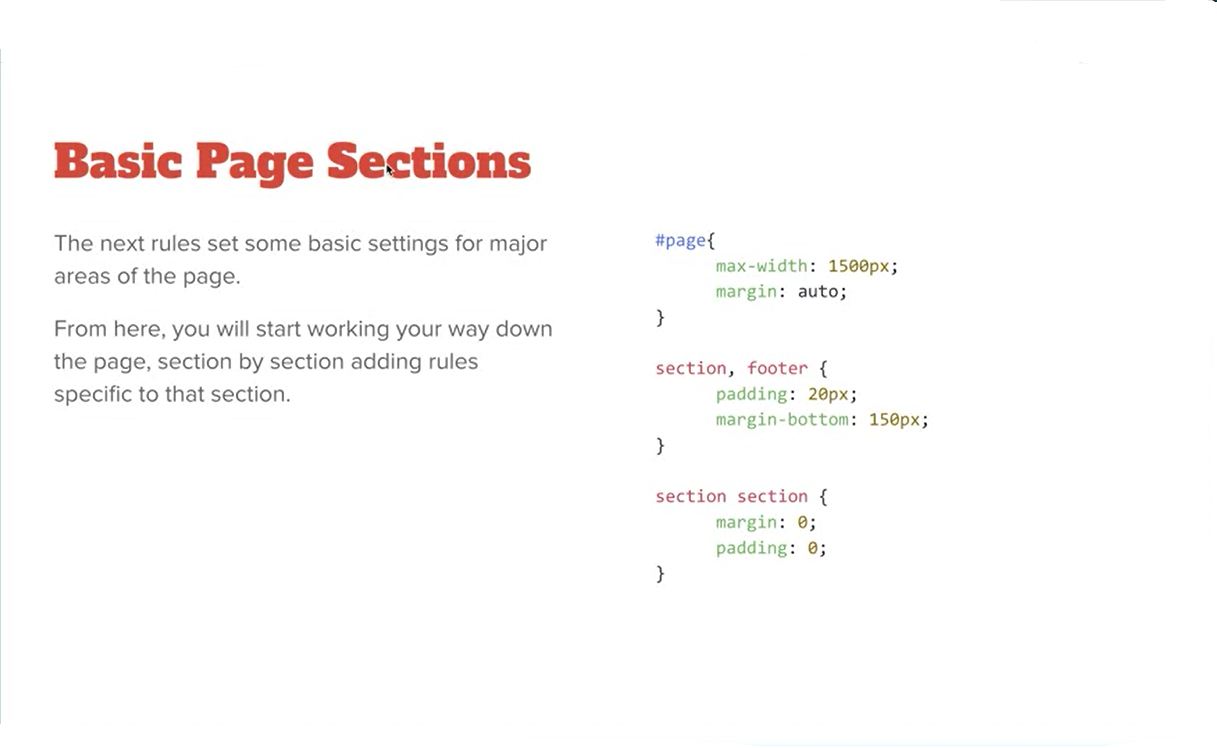 Basic Page Sections
The next rules set some basic settings for major
areas of the page.
From here, you will start working your way down
the page, section by section adding rules
specific to that section.
#page{
max-width: 1500px;
margin: auto;
}
section, footer {
padding: 20px;
margin-bottom: 150px;
}
section section {
margin: 0;
padding: 0;
}